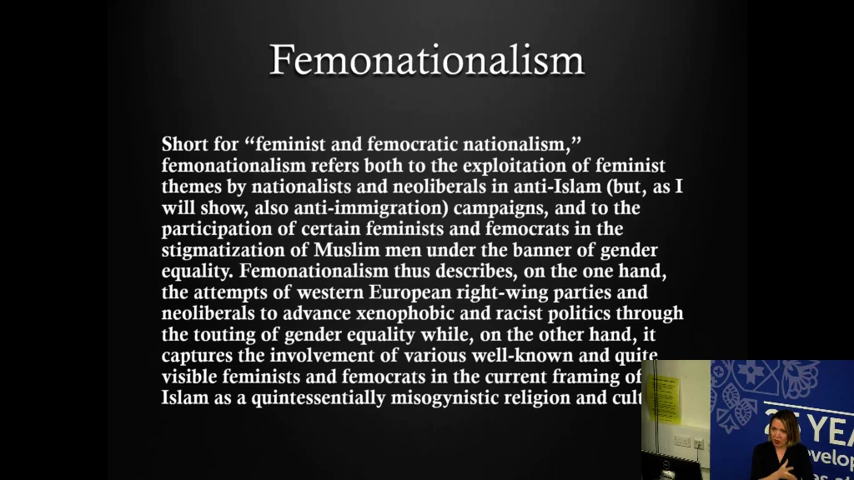 Femonationalism
Short for “feminist and femocratic nationalism,”
femonationalism refers both to the exploitation of feminist
themes by nationalists and neoliberals in anti-Islam (but, as I
will show, also anti-immigration) campaigns, and to the
participation of certain feminists and femocrats in the
stigmatization of Muslim men under the banner of gender
equality. Femonationalism thus describes, on the one hand,
the attempts of western European right-wing parties and
neoliberals to advance xenophobic and racist politics through
the touting of gender equality while, on the other hand, it
captures the involvement of various well-known and quite
visible feminists and femocrats in the current framing of
Islam as a quintessentially misogynistic religion and cult
25 YEA
evelop